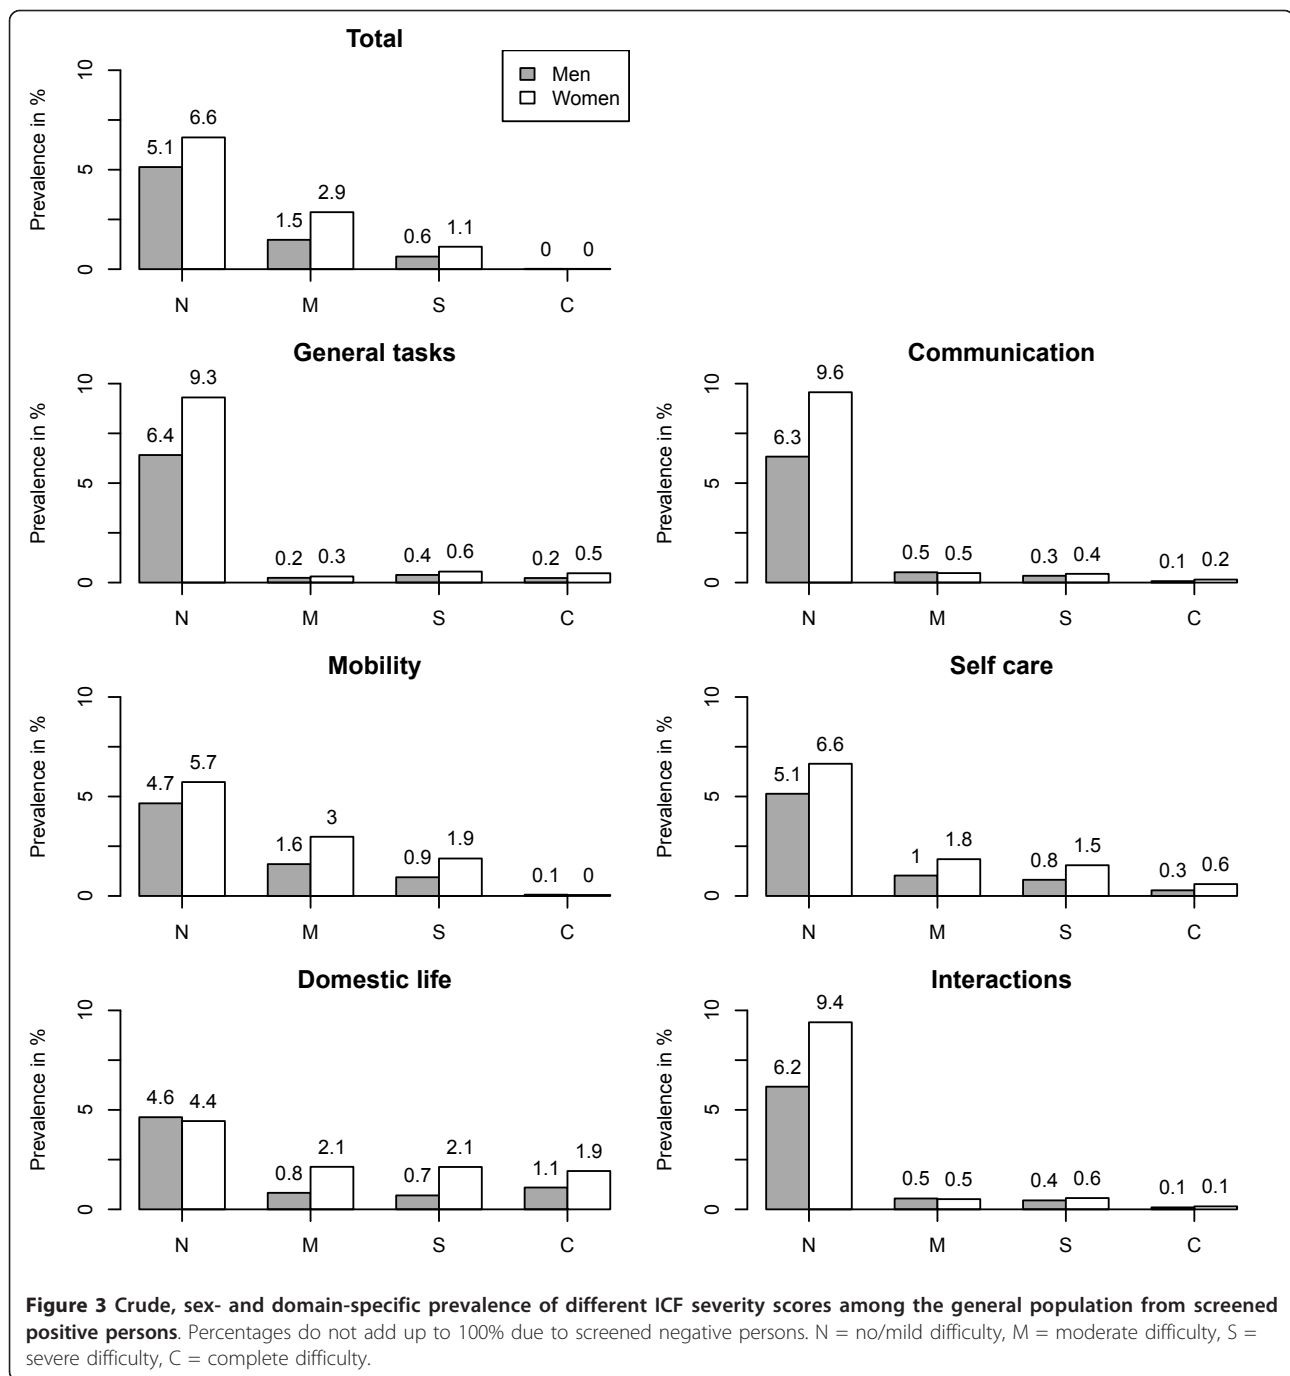 Total
Men
Women
Prevalence in %
10
5
0
5.1 6.6
1.5 2.9
0.6 1.1
0 0
N M S C
General tasks
Prevalence in %
10
5
0
6.4 9.3
0.2 0.3
0.4 0.6
0.2 0.5
N M S C
Communication
Prevalence in %
10
5
0
6.3 9.6
0.5 0.5
0.3 0.4
0.1 0.2
N M S C
Mobility
Prevalence in %
10
5
0
4.7 5.7
1.6 3
0.9 1.9
0.1 0
N M S C
Self care
Prevalence in %
10
5
0
5.1 6.6
1 1.8
0.8 1.5
0.3 0.6
N M S C
Domestic life
Prevalence in %
10
5
0
4.6 4.4
0.8 2.1
0.7 2.1
1.1 1.9
N M S C
Interactions
Prevalence in %
10
5
0
6.2 9.4
0.5 0.5
0.4 0.6
0.1 0.1
N M S C
Figure 3 Crude, sex- and domain-specific prevalence of different ICF severity scores among the general population from screened
positive persons. Percentages do not add up to 100% due to screened negative persons. N = no/mild difficulty, M = moderate difficulty, S =
severe difficulty, C = complete difficulty.